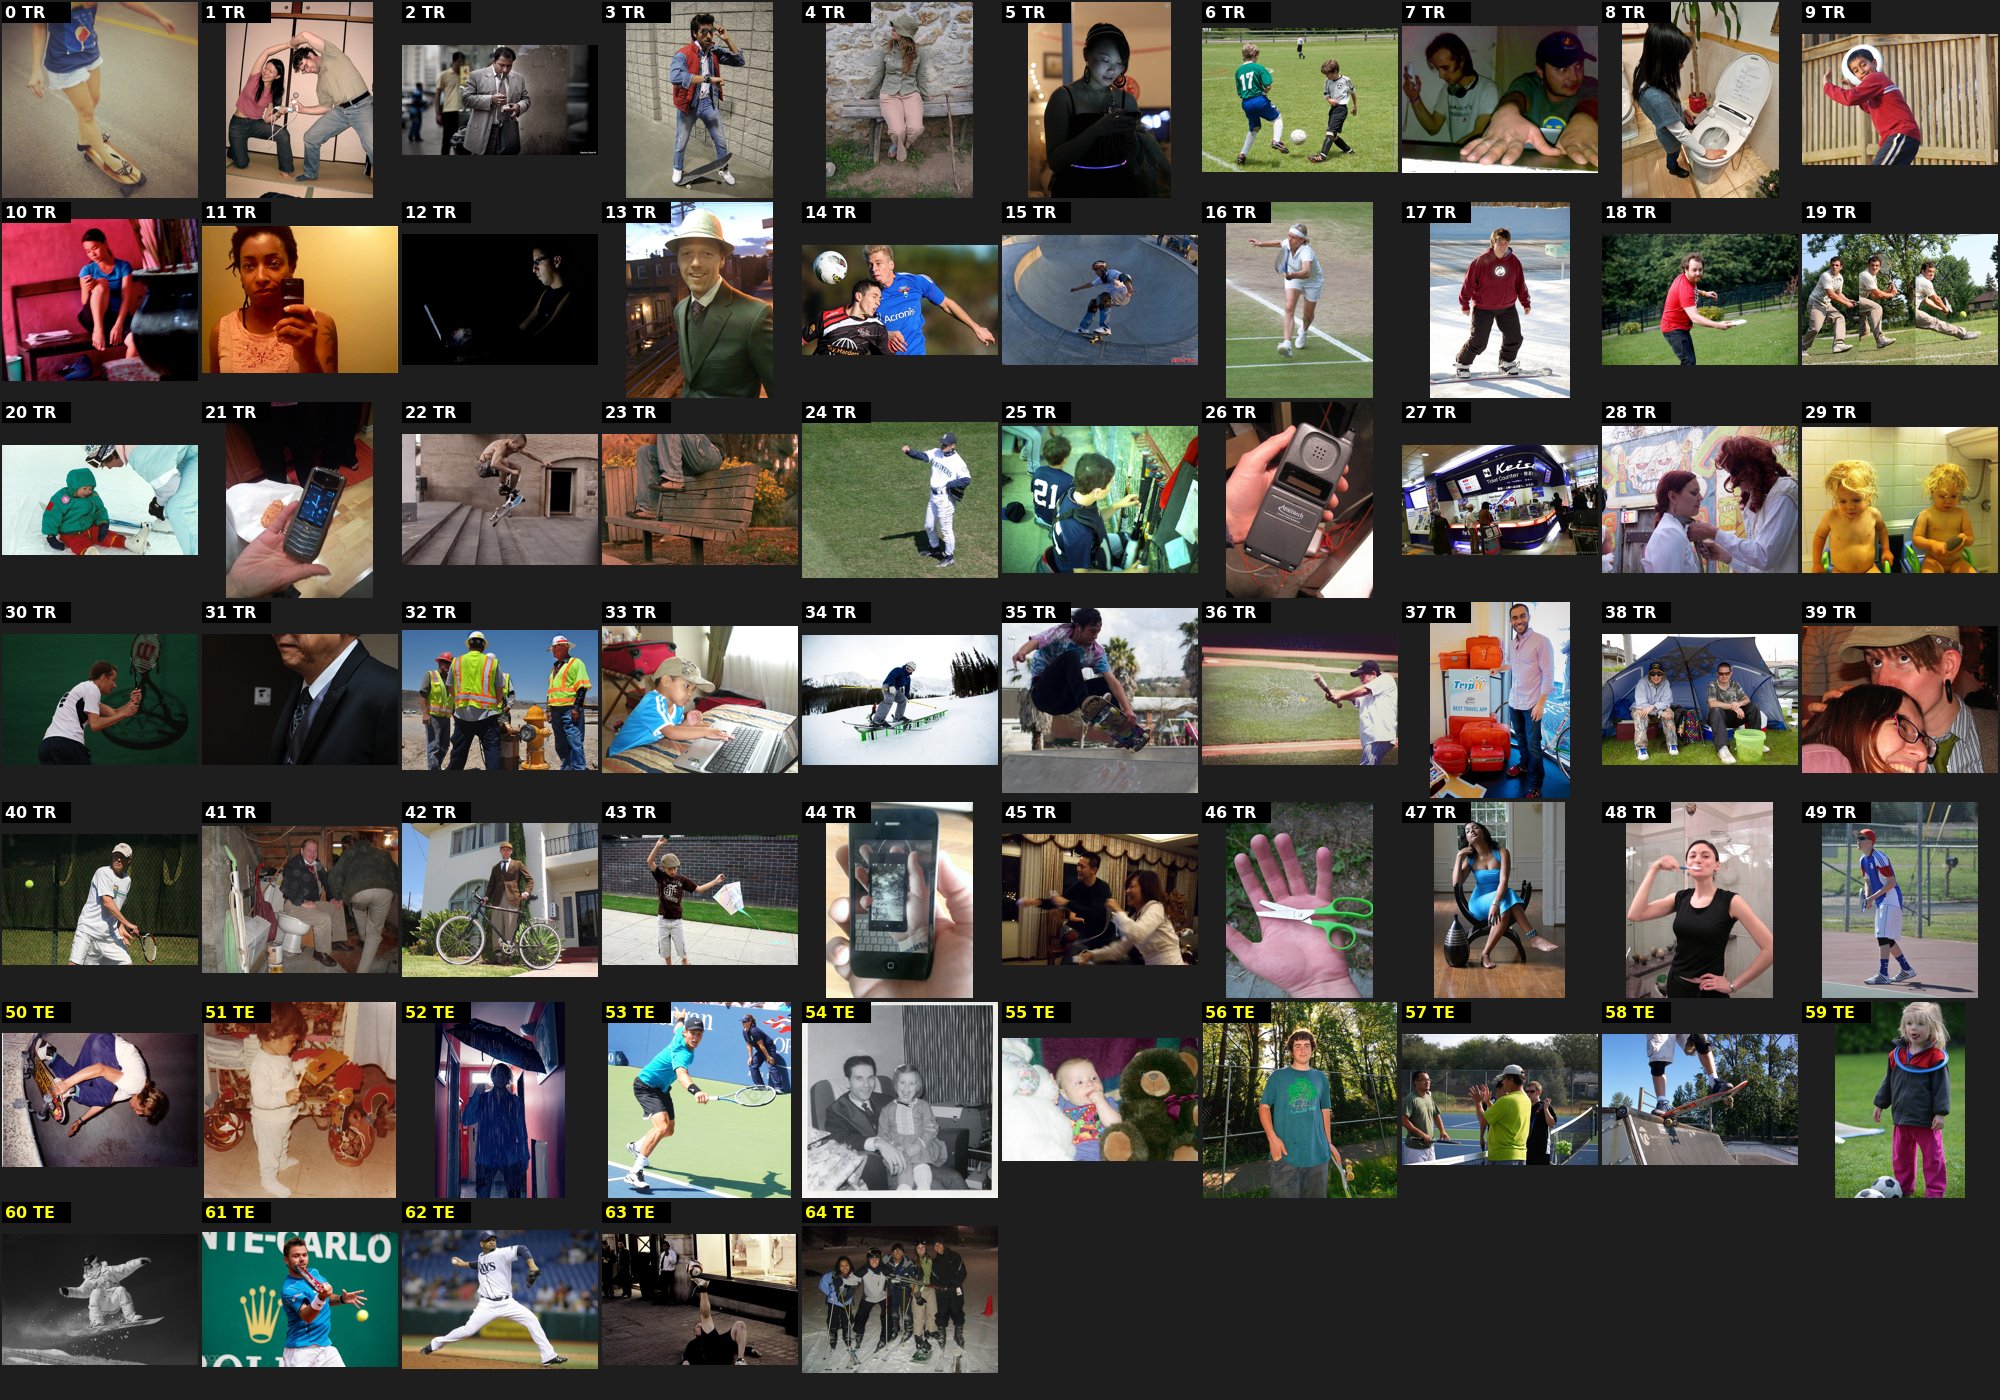 0 TR
1 TR
2 TR
3 TR
4 TR
5 TR
6 TR
7 TR
8 TR
9 TR
17
10 TR
11 TR
12 TR
13 TR
14 TR
15 TR
16 TR
17 TR
18 TR
19 TR
Acronis
20 TR
21 TR
22 TR
23 TR
24 TR
25 TR
26 TR
27 TR
28 TR
29 TR
21
Keis
Ticket Counter
30 TR
31 TR
32 TR
33 TR
34 TR
35 TR
36 TR
37 TR
38 TR
39 TR
TripIt
BEST TRAVEL APP
40 TR
41 TR
42 TR
43 TR
44 TR
45 TR
46 TR
47 TR
48 TR
49 TR
50 TE
51 TE
52 TE
53 TE
54 TE
55 TE
56 TE
57 TE
58 TE
59 TE
60 TE
61 TE
62 TE
63 TE
64 TE
NTE-CARLO